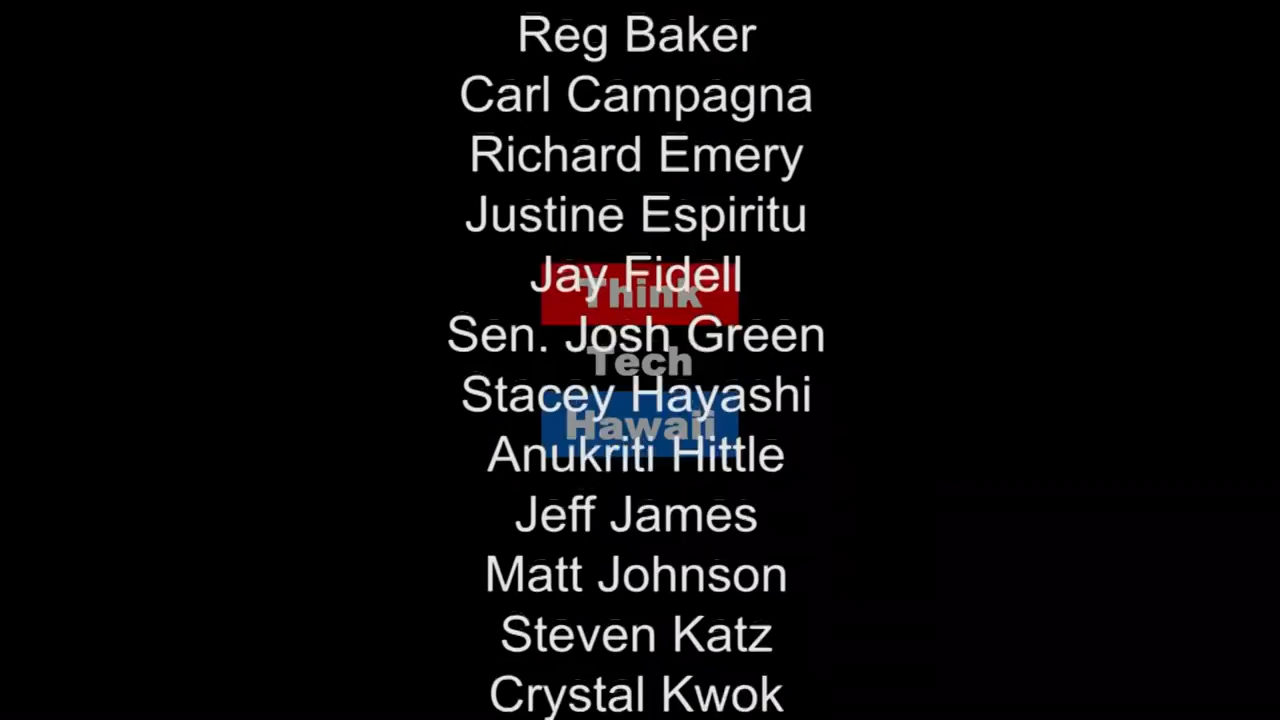 Reg Baker
Carl Campagna
Richard Emery
Justine Espiritu
Jay Fidell
Think
Sen. Josh Green
Tech
Stacey Hayashi
Hawaii
Anukriti Hittle
Jeff James
Matt Johnson
Steven Katz
Crystal Kwok